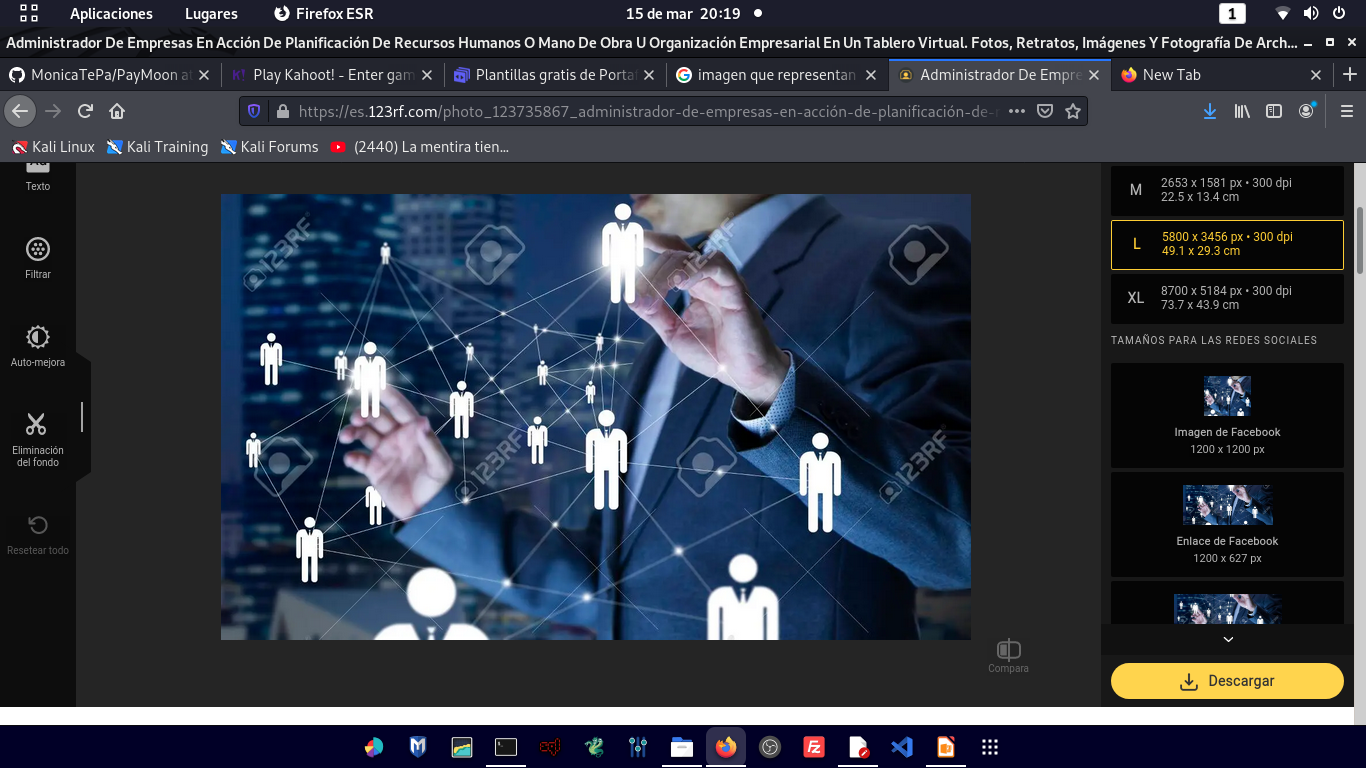 Aplicaciones Lugares Firefox ESR 15 de mar 20:19 1
Administrador De Empresas En Acción De Planificación De Recursos Humanos O Mano De Obra U Organización Empresarial En Un Tablero Virtual. Fotos, Retratos, Imágenes Y Fotografía De Arch…
MonicaTePa/PayMoon at Play Kahoot! - Enter gam Plantillas gratis de Porta imagen que representan Administrador De Empre New Tab
https://es.123rf.com/photo_123735867_administrador-de-empresas-en-acción-de-planificación-de-r
Kali Linux Kali Training Kali Forums (2440) La mentira tien…
Texto
Filtrar
Auto-mejora
Eliminación
del fondo
Resetear todo
123RF
123RF
123RF
123RF
Compara
M 2653 x 1581 px • 300 dpi
22.5 x 13.4 cm
L 5800 x 3456 px • 300 dpi
49.1 x 29.3 cm
XL 8700 x 5184 px • 300 dpi
73.7 x 43.9 cm
TAMAÑOS PARA LAS REDES SOCIALES
Imagen de Facebook
1200 x 1200 px
Enlace de Facebook
1200 x 627 px
Descargar